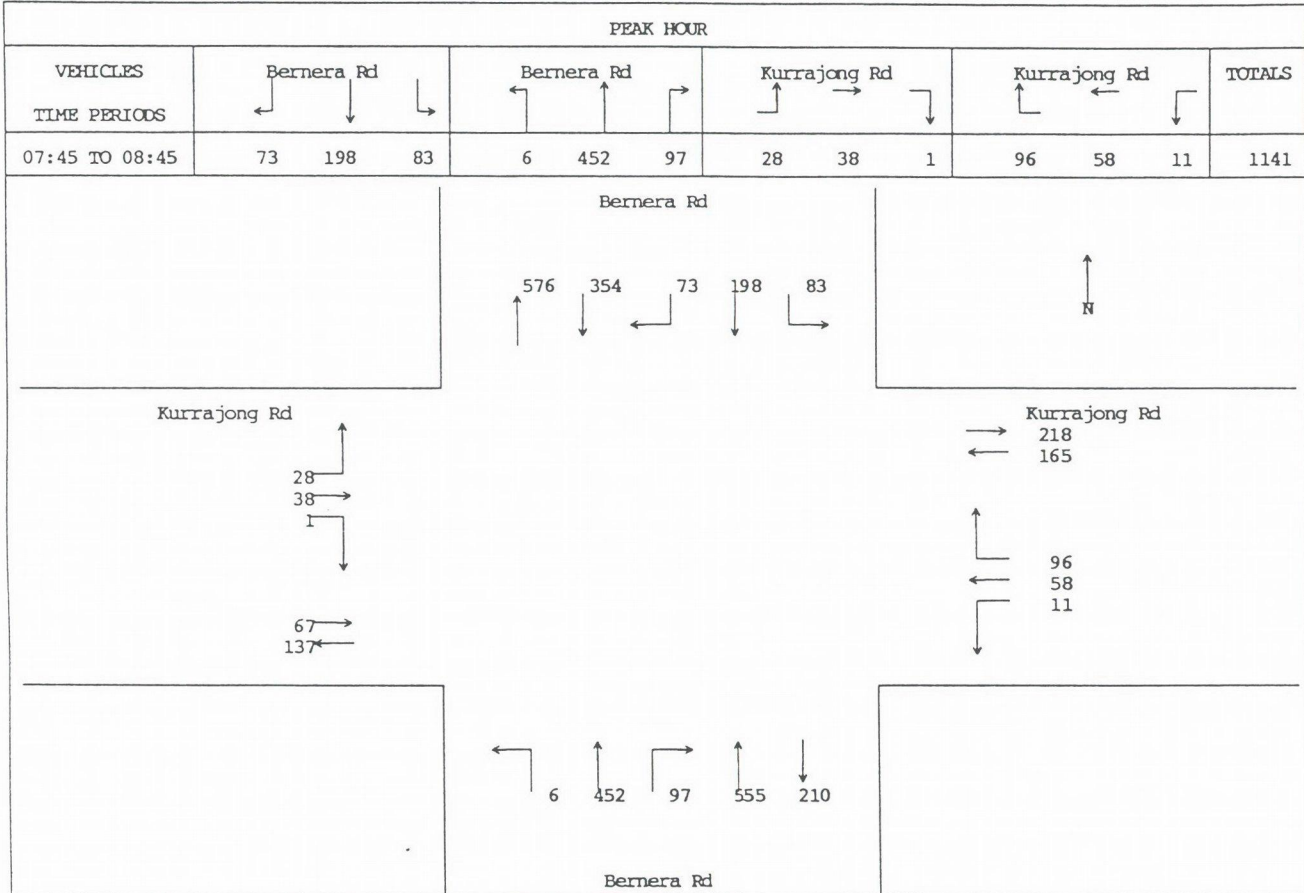 PEAK HOUR
VEHICLES
TIME PERIODS
Bernera Rd
Bernera Rd
Kurrajong Rd
Kurrajong Rd
TOTALS
07:45 TO 08:45 73 198 83 6 452 97 28 38 1 96 58 11 1141
Bernera Rd
576 354 73 198 83
N
Kurrajong Rd
28
38
1
67
137
Kurrajong Rd
218
165
96
58
11
6 452 97 555 210
Bernera Rd